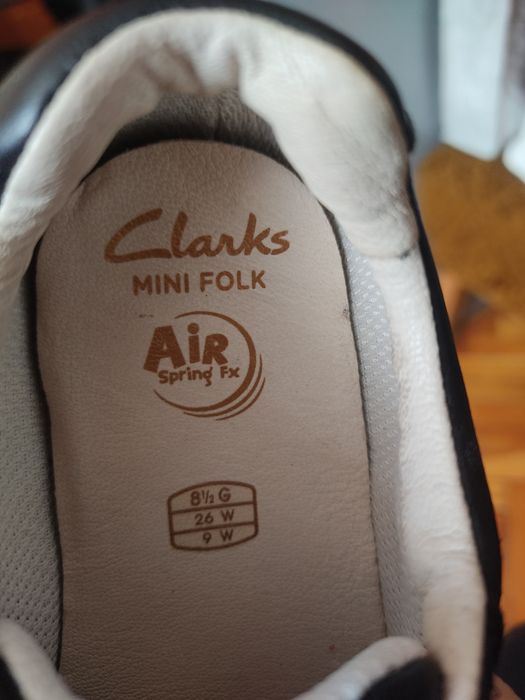 Clarks
MINI FOLK
AiR
Spring Fx
8½ G
26 W
9 W